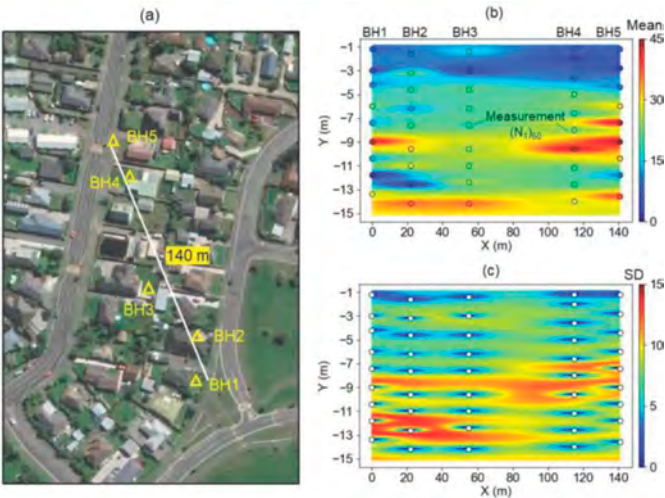 (a)
BH5
BH4
140 m
BH3
BH2
BH1
(b)
BH1 BH2 BH3 BH4 BH5 Means
-1
-3
-5
-7
-9
-11
-13
-15
Y (m)
Measurement
(N₁)₆₀
0 20 40 60 80 100 120 140
X (m)
45
30
15
0
(c)
SD
-1
-3
-5
-7
-9
-11
-13
-15
Y (m)
0 20 40 60 80 100 120 140
X (m)
15
10
5
0